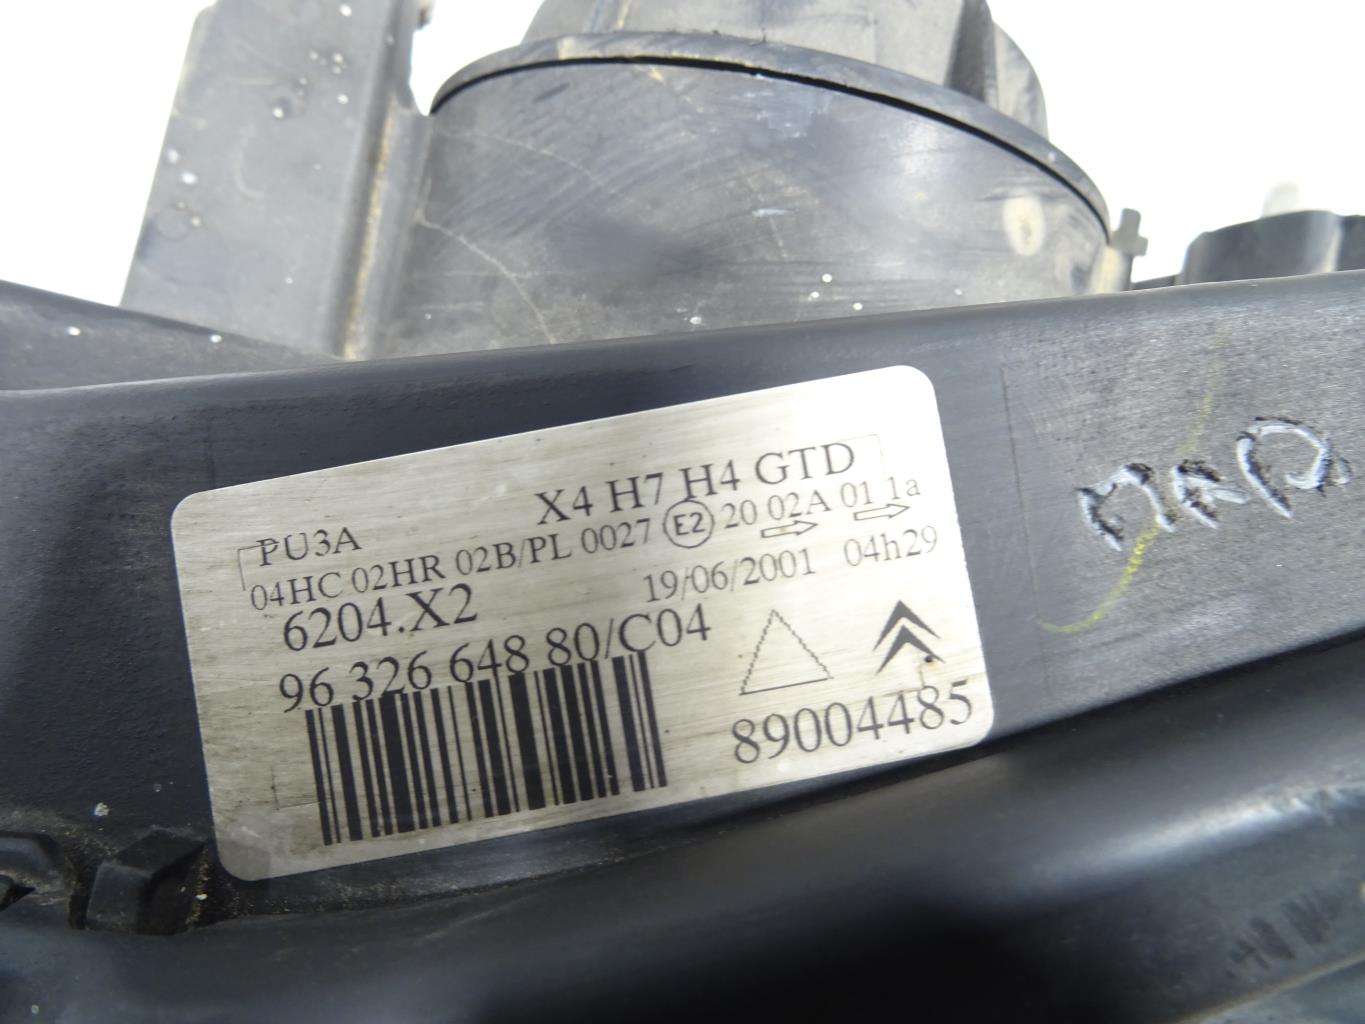 X4 H7 H4 GTD
PU3A
04HC 02HR 02B/PL 0027 E2 20 02A 01 1a
6204.X2
19/06/2001 04h29
96 326 648 80/C04
89004485